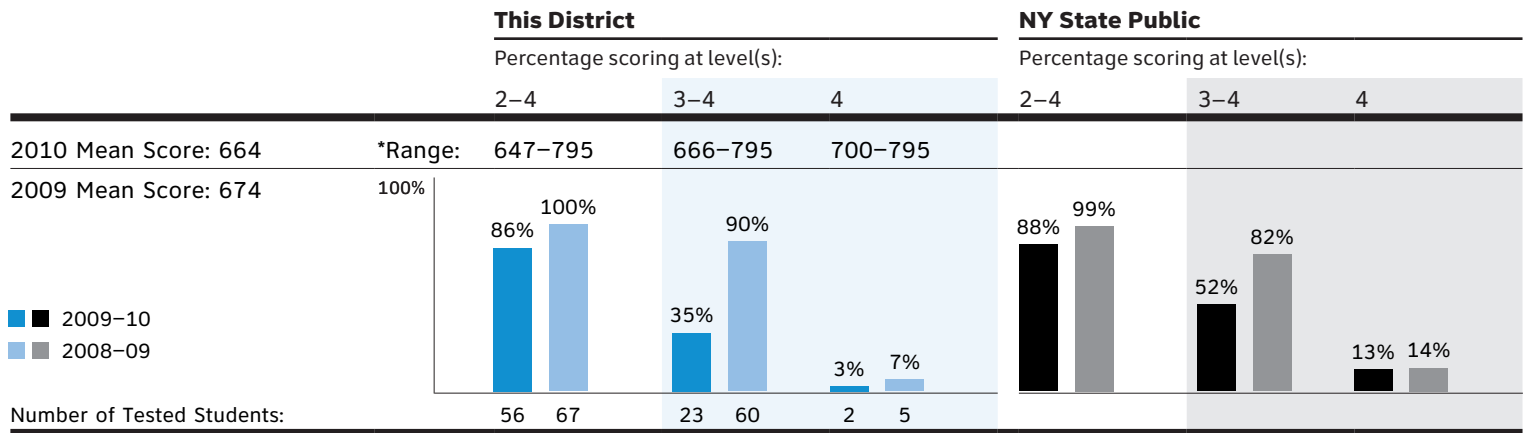 This District NY State Public
Percentage scoring at level(s): Percentage scoring at level(s):
2–4 3–4 4 2–4 3–4 4
2010 Mean Score: 664 *Range: 647–795 666–795 700–795
2009 Mean Score: 674 100%
86% 100% 35% 90% 3% 7% 88% 99% 52% 82% 13% 14%
2009–10
2008–09
Number of Tested Students: 56 67 23 60 2 5